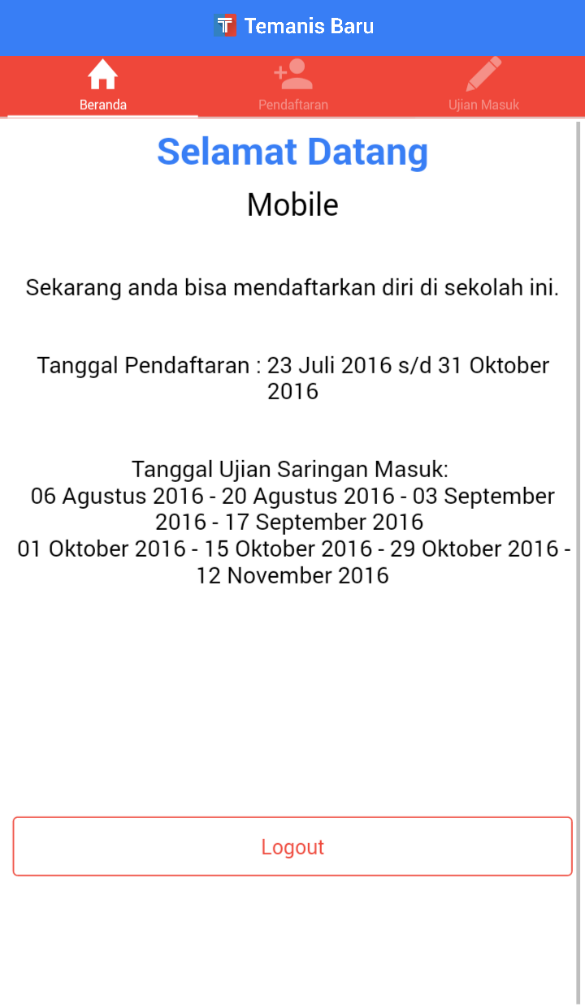 Temanis Baru
Beranda
Pendaftaran
Ujian Masuk
Selamat Datang
Mobile
Sekarang anda bisa mendaftarkan diri di sekolah ini.
Tanggal Pendaftaran : 23 Juli 2016 s/d 31 Oktober
2016
Tanggal Ujian Saringan Masuk:
06 Agustus 2016 - 20 Agustus 2016 - 03 September
2016 - 17 September 2016
01 Oktober 2016 - 15 Oktober 2016 - 29 Oktober 2016 -
12 November 2016
Logout